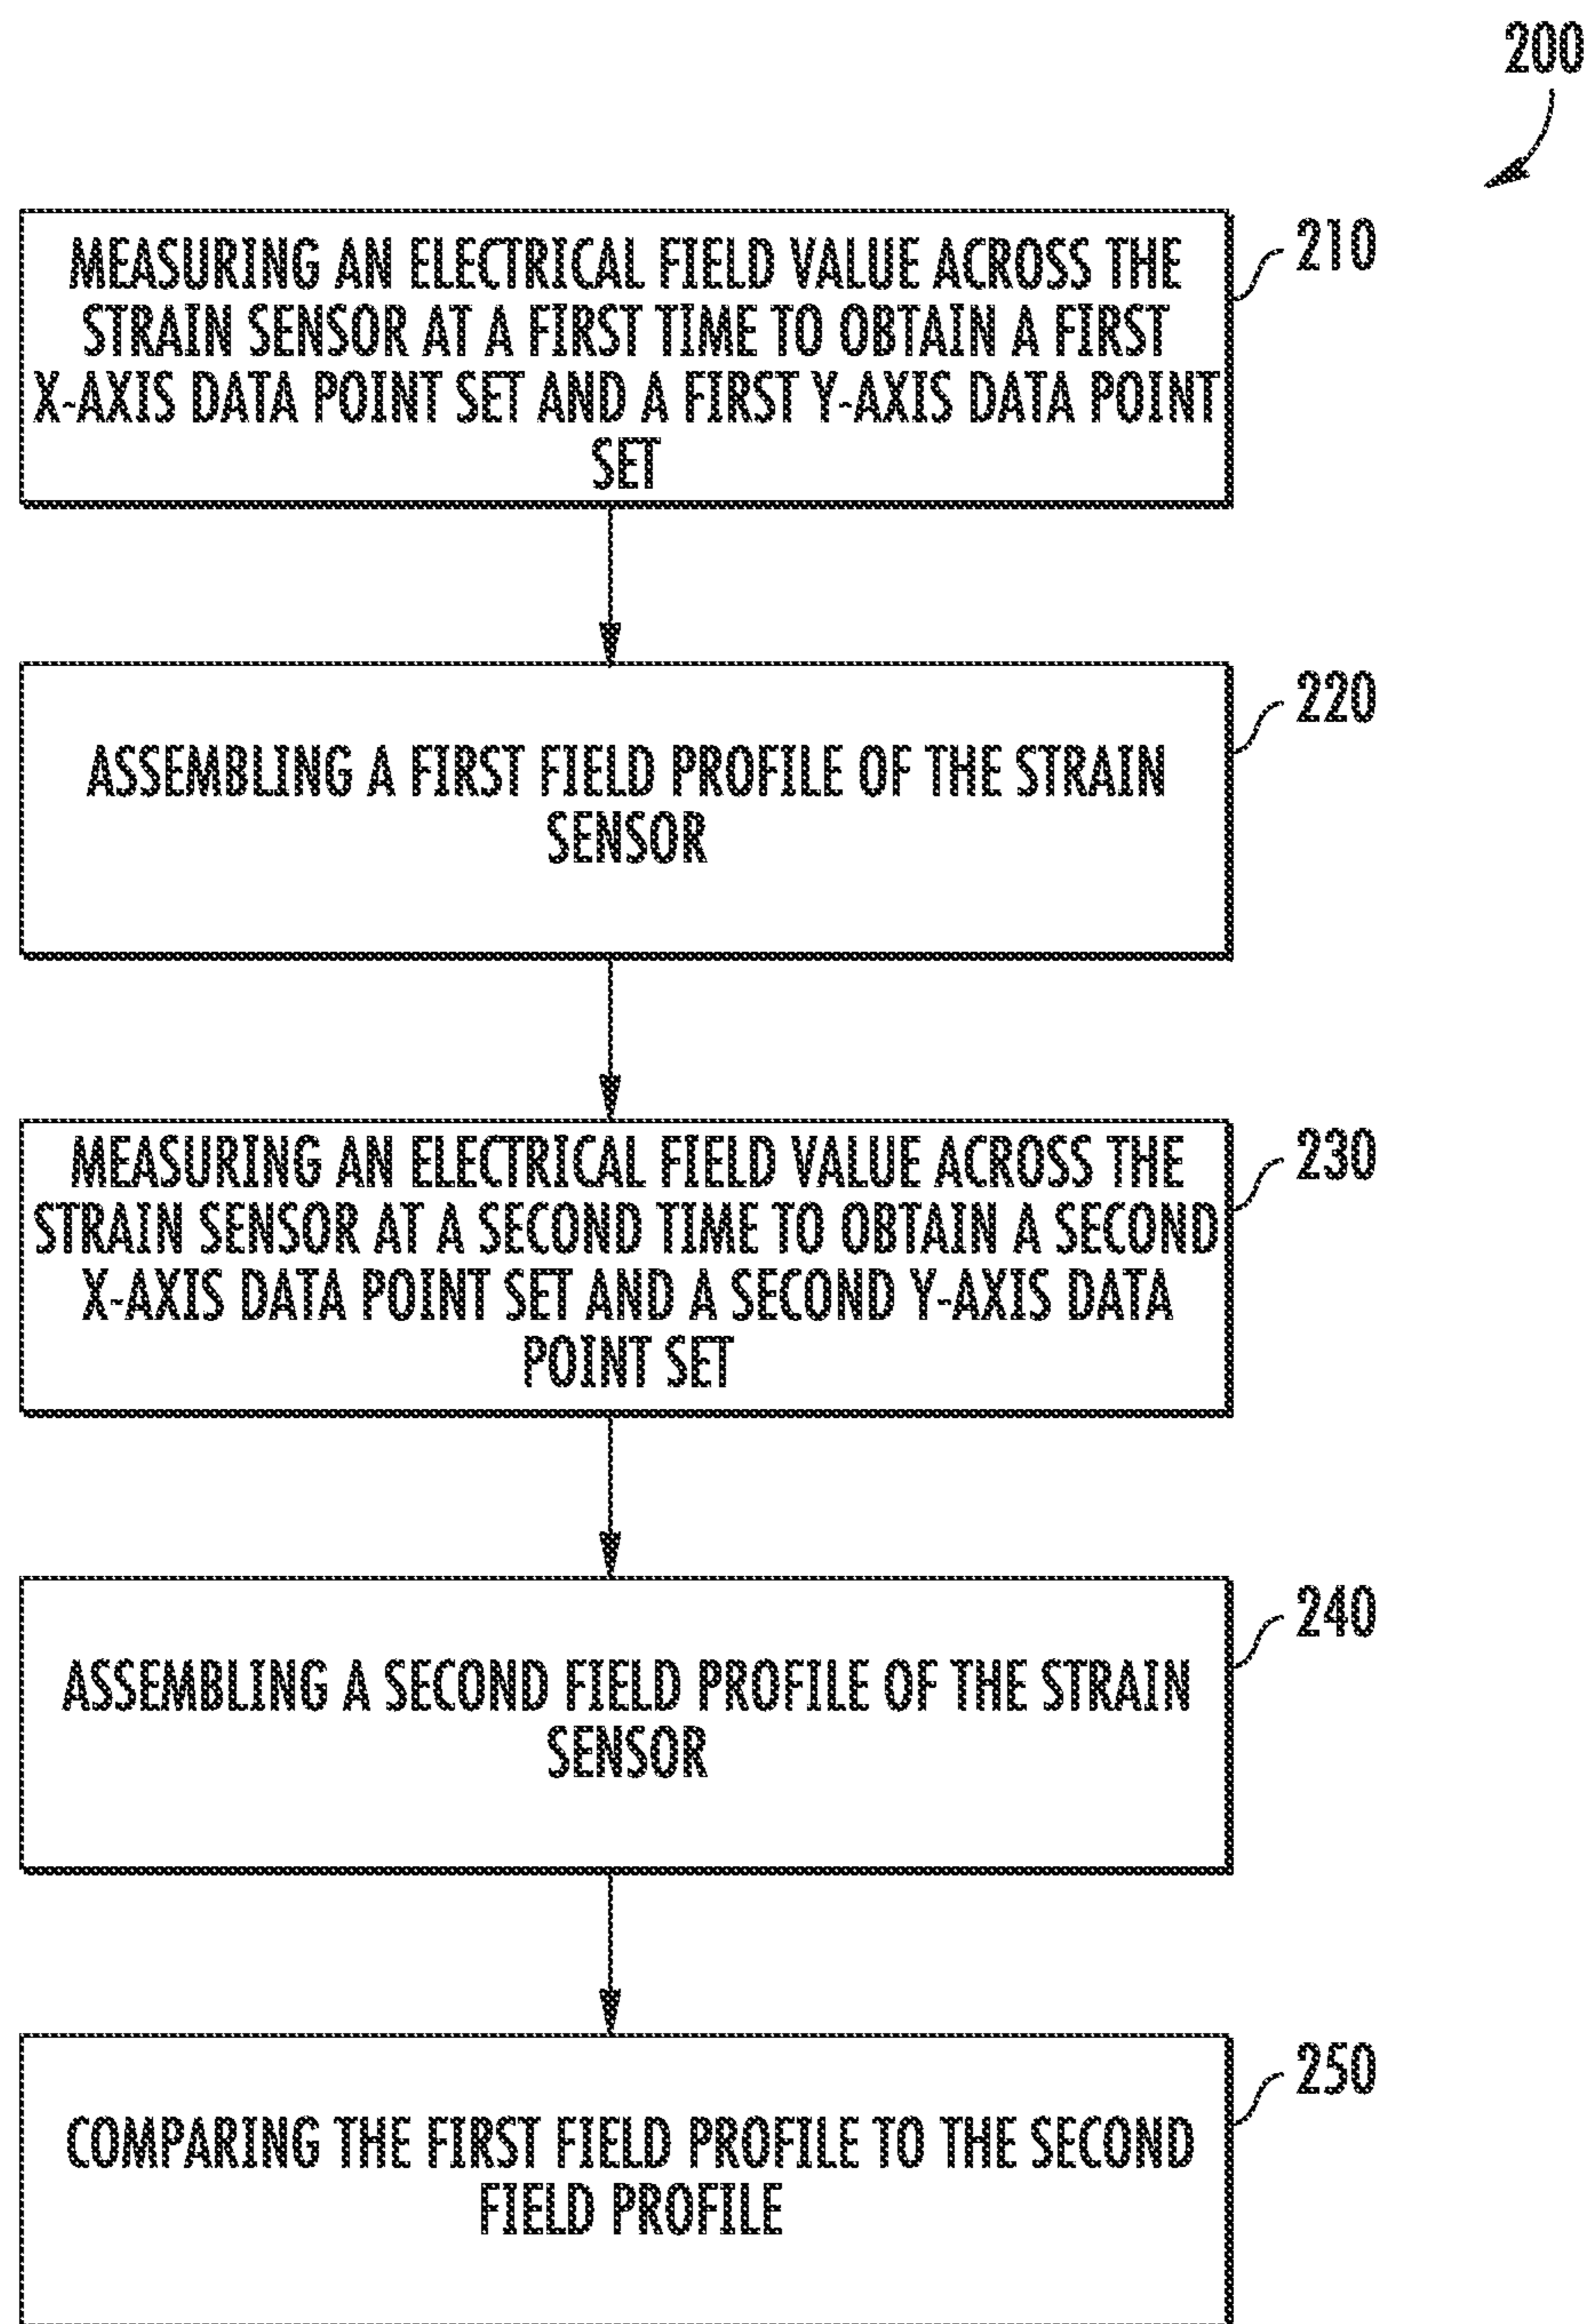 200
MEASURING AN ELECTRICAL FIELD VALUE ACROSS THE
STRAIN SENSOR AT A FIRST TIME TO OBTAIN A FIRST
X-AXIS DATA POINT SET AND A FIRST Y-AXIS DATA POINT
SET
210
ASSEMBLING A FIRST FIELD PROFILE OF THE STRAIN
SENSOR
220
MEASURING AN ELECTRICAL FIELD VALUE ACROSS THE
STRAIN SENSOR AT A SECOND TIME TO OBTAIN A SECOND
X-AXIS DATA POINT SET AND A SECOND Y-AXIS DATA
POINT SET
230
ASSEMBLING A SECOND FIELD PROFILE OF THE STRAIN
SENSOR
240
COMPARING THE FIRST FIELD PROFILE TO THE SECOND
FIELD PROFILE
250